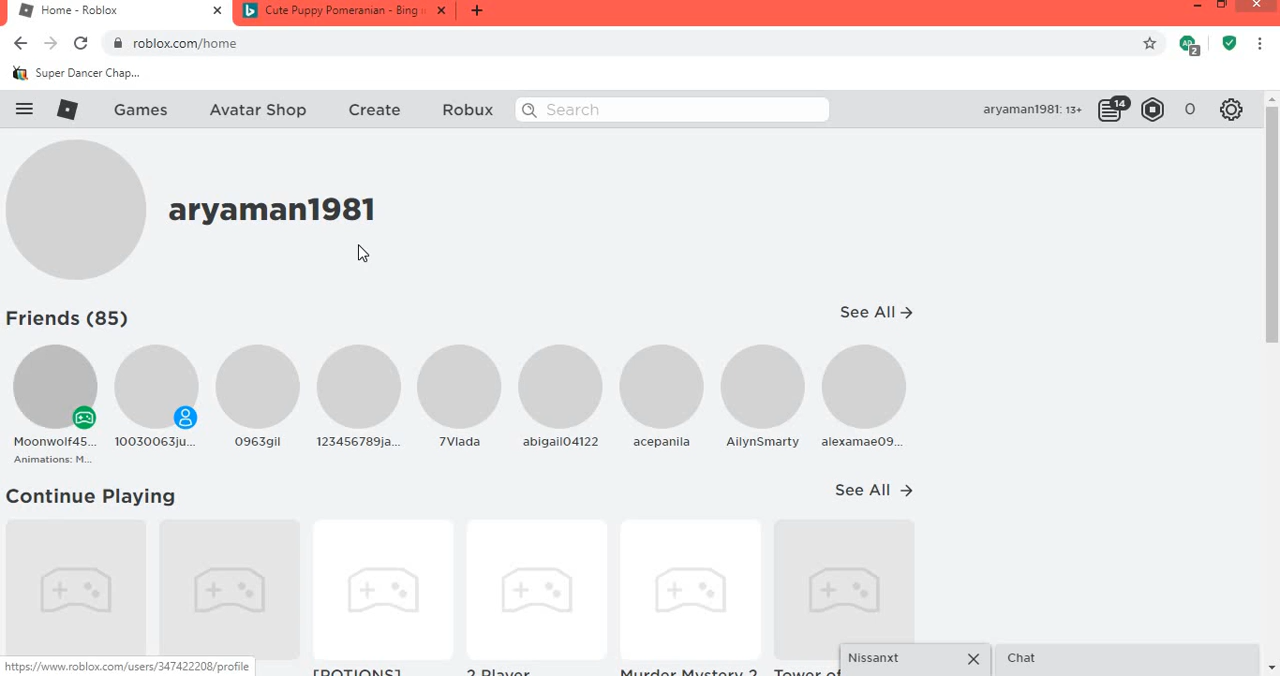 Home - Roblox
Cute Puppy Pomeranian - Bing
roblox.com/home
2
Super Dancer Chap...
Games Avatar Shop Create Robux Search aryaman1981: 13+ 14 0
aryaman1981
Friends (85) See All →
Moonwolf45... 10030063ju... 0963gil 123456789ja... 7Vlada abigail04122 acepanila AilynSmarty alexamae09...
Animations: M...
Continue Playing See All →
https://www.roblox.com/users/347422208/profile
[POTIONS] 2 Player Murder Mystery 2 Tower of
Nissanxt Chat